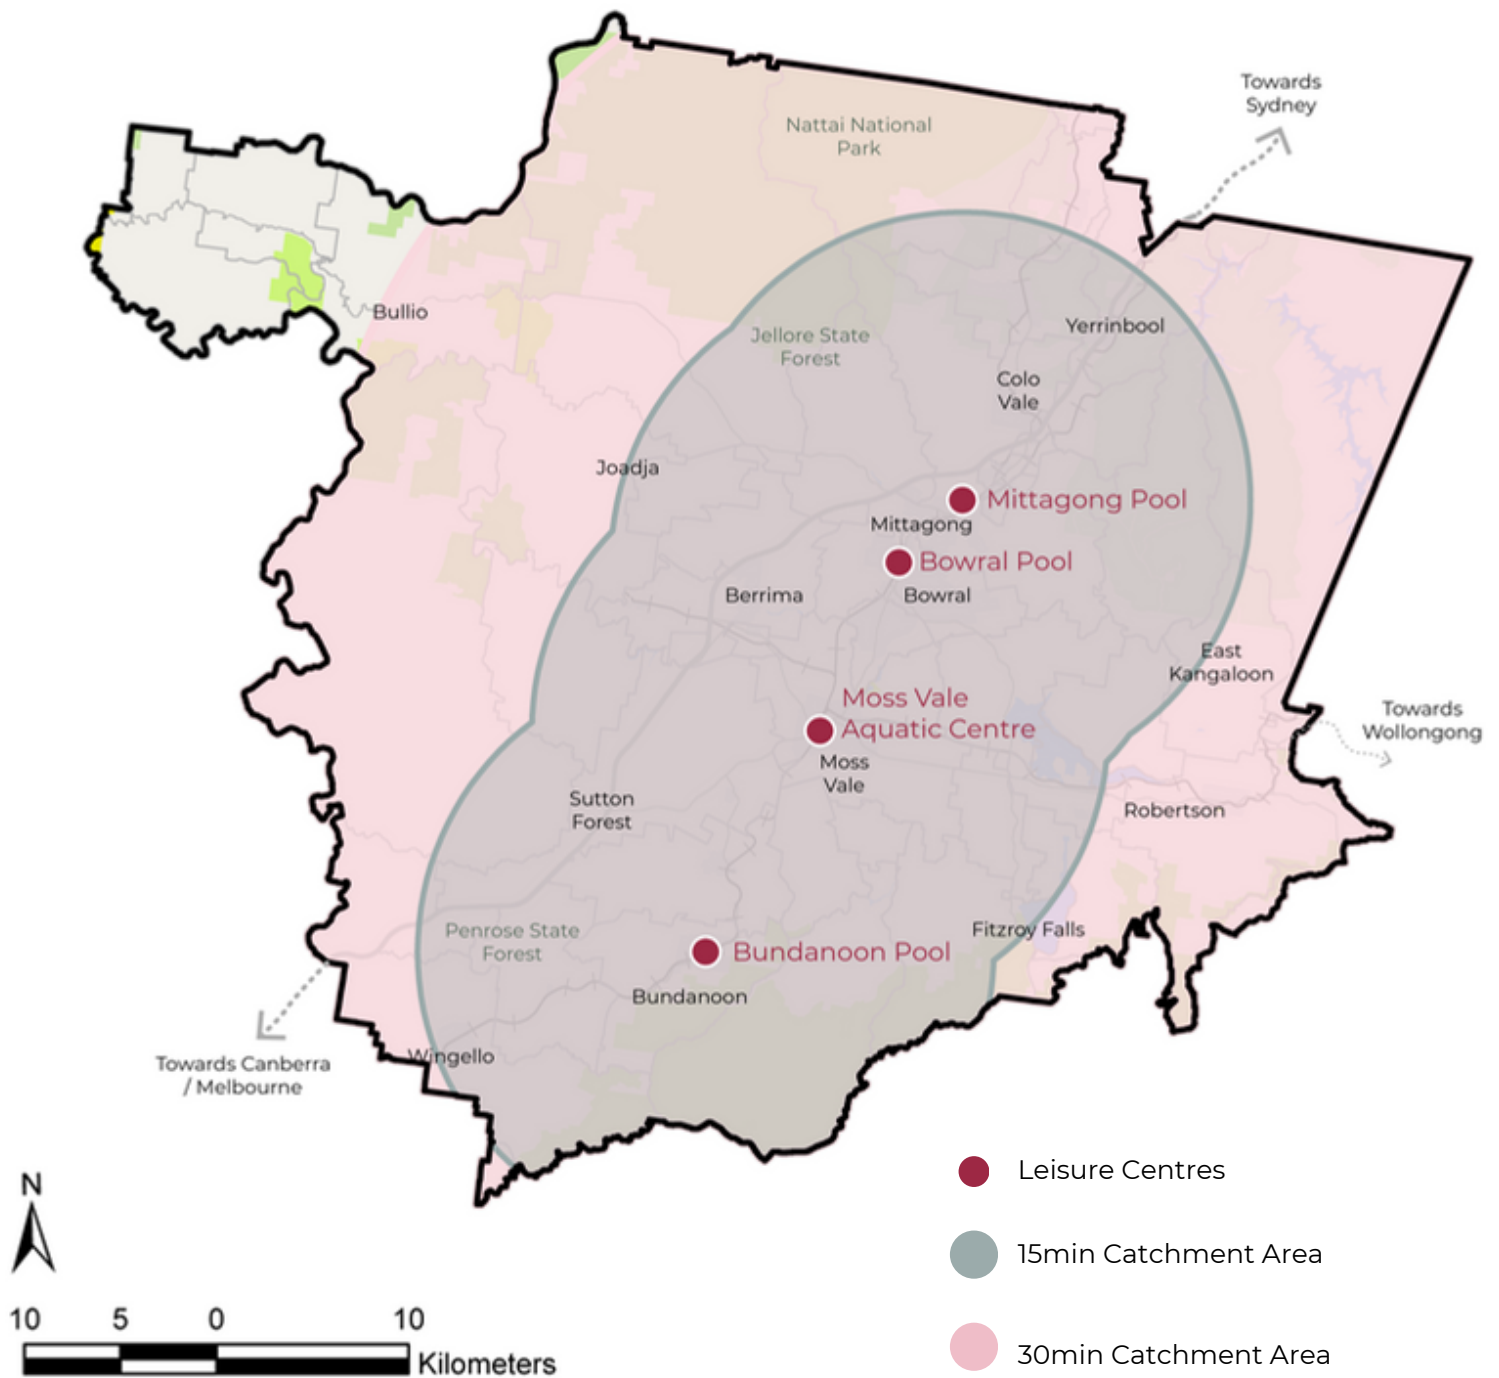 Towards
Sydney
Nattai National
Park
Bullio
Yerrinbool
Jellore State
Forest
Colo
Vale
Joadja
Mittagong Pool
Mittagong
Bowral Pool
Berrima
Bowral
East
Kangaloon
Moss Vale
Aquatic Centre
Towards
Wollongong
Moss
Vale
Sutton
Forest
Robertson
Penrose State
Forest
Fitzroy Falls
Bundanoon Pool
Bundanoon
Wingello
Towards Canberra
/ Melbourne
Leisure Centres
N
15min Catchment Area
10 5 0 10
Kilometers
30min Catchment Area